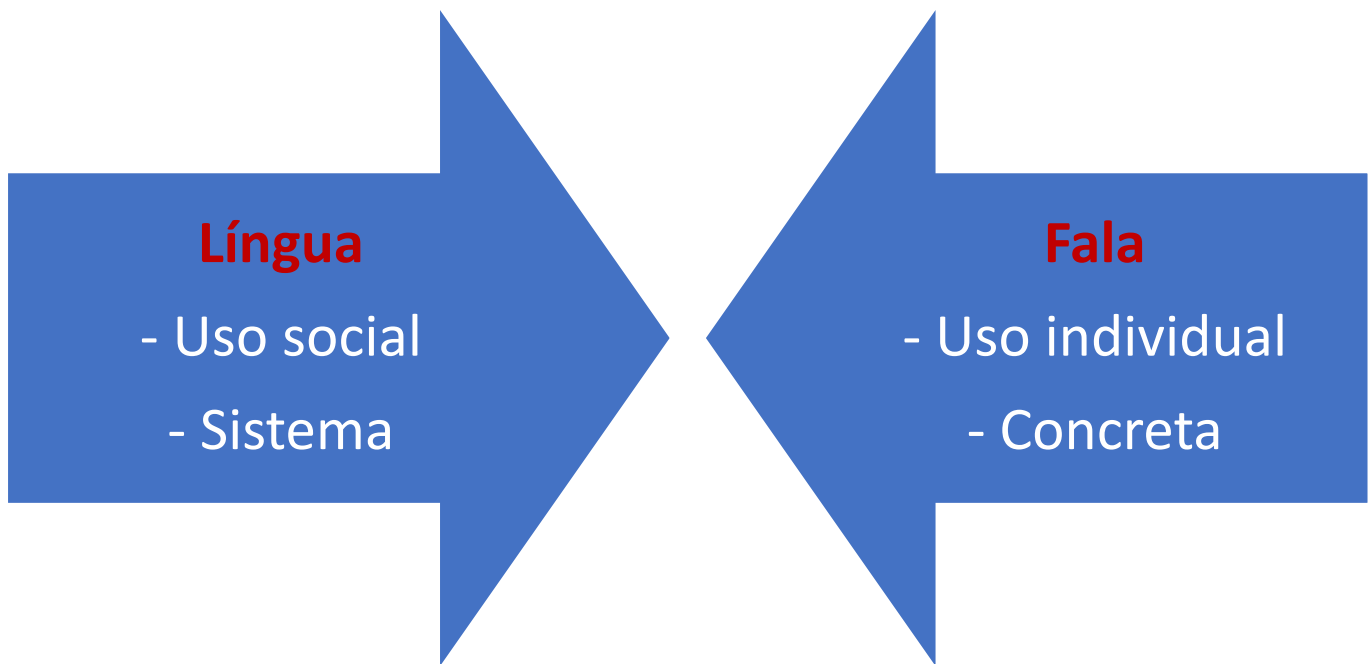 Língua
- Uso social
- Sistema
Fala
- Uso individual
- Concreta